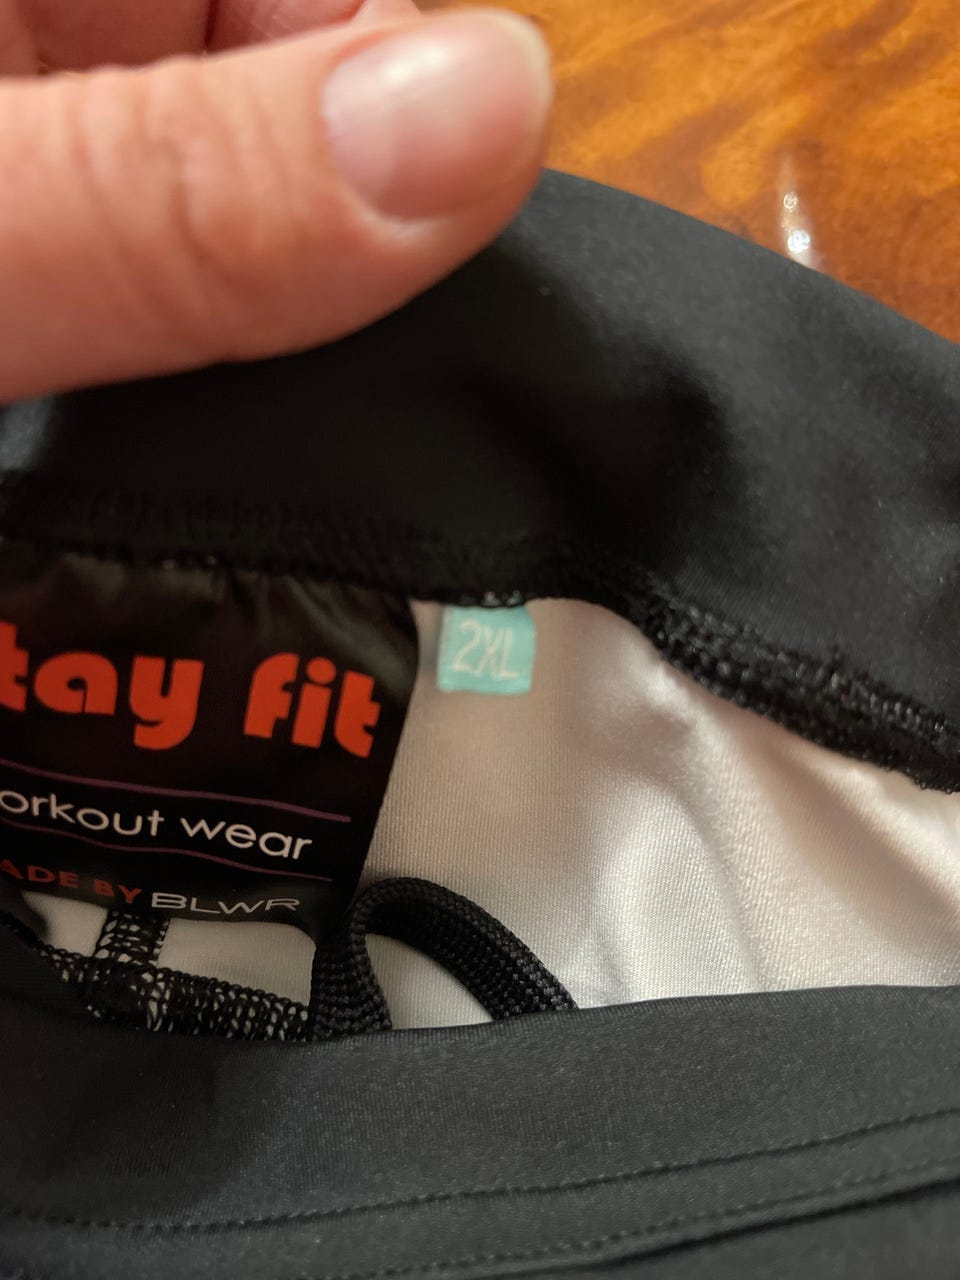 tay fit
2XL
orkout wear
ADE BY BLWR